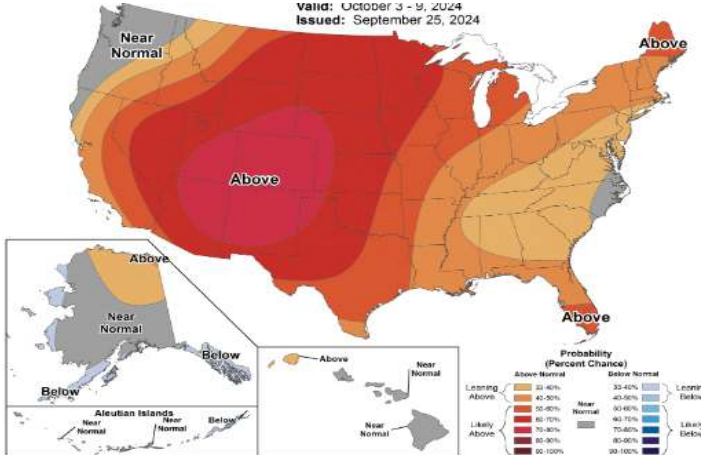 Valid: October 3 - 9, 2024
Issued: September 25, 2024
Near
Normal
Above
Above
Above
Above
Near
Normal
Below
Below
Aleutian Islands
Near
Normal
Near
Normal
Below
Above
Near
Normal
Near
Normal
Probability
(Percent Chance)
Above Normal
Below Normal
Leaning
Above
33-40%
40-50%
Likely
Above
50-60%
60-70%
70-80%
80-90%
90-100%
Near
Normal
33-40%
40-50%
60-70%
70-80%
80-90%
90-100%
Below
Below